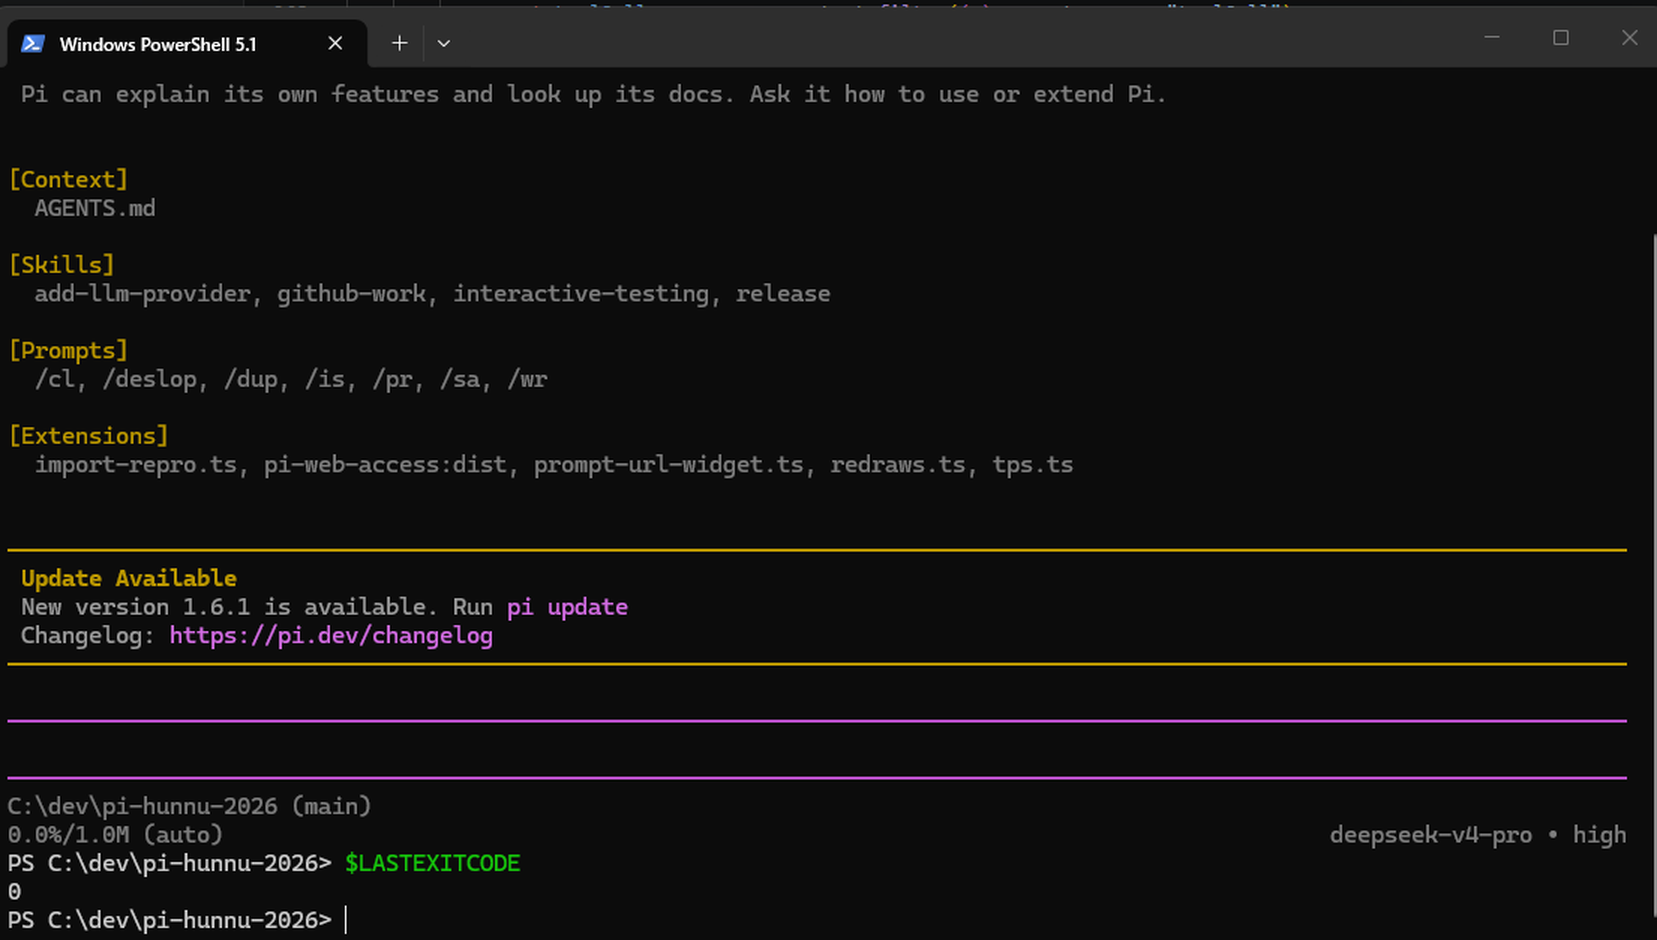 Windows PowerShell 5.1
Pi can explain its own features and look up its docs. Ask it how to use or extend Pi.
[Context]
AGENTS.md
[Skills]
add-llm-provider, github-work, interactive-testing, release
[Prompts]
/cl, /deslop, /dup, /is, /pr, /sa, /wr
[Extensions]
import-repro.ts, pi-web-access:dist, prompt-url-widget.ts, redraws.ts, tps.ts
Update Available
New version 1.6.1 is available. Run pi update
Changelog: https://pi.dev/changelog
C:\dev\pi-hunnu-2026 (main)
0.0%/1.0M (auto) deepseek-v4-pro • high
PS C:\dev\pi-hunnu-2026> $LASTEXITCODE
0
PS C:\dev\pi-hunnu-2026>